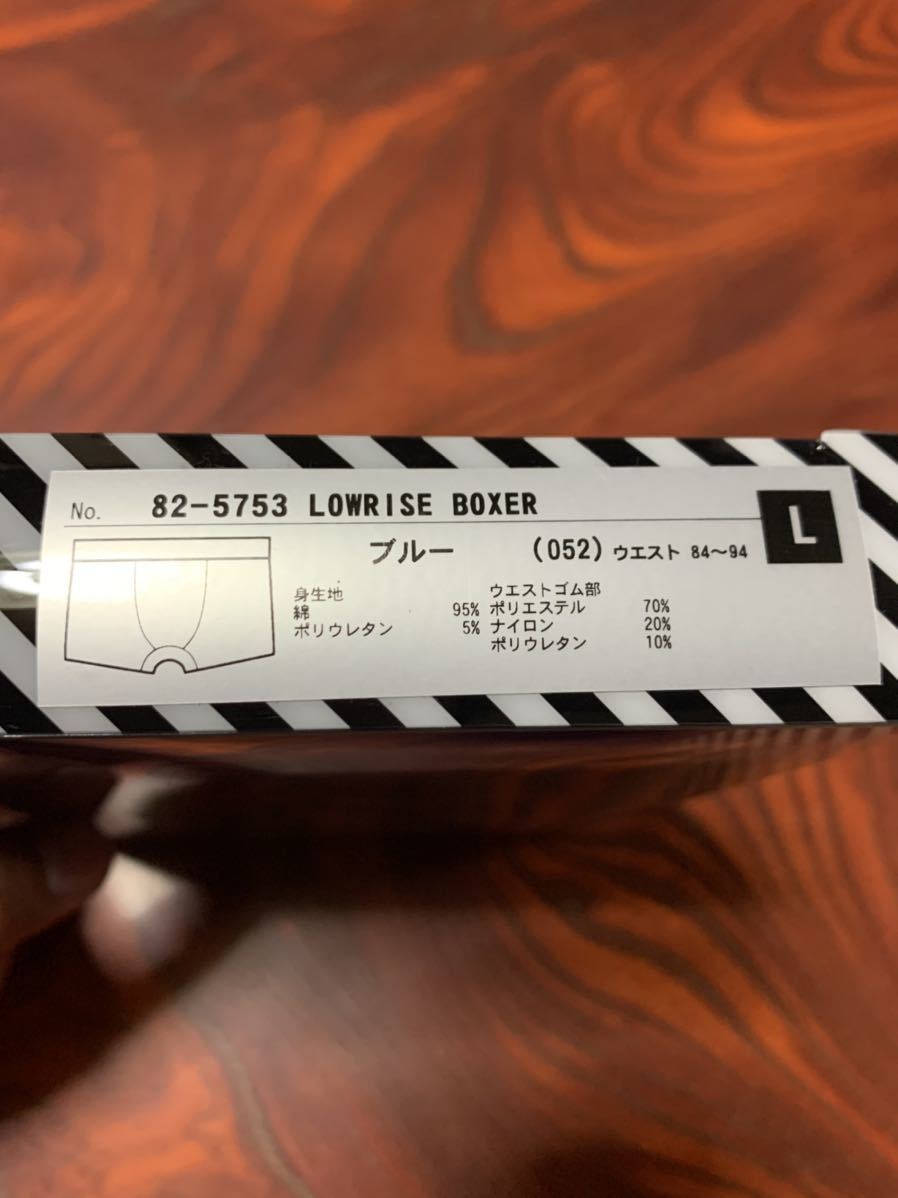 No. 82-5753 LOWRISE BOXER
L
ブルー (052) ウエスト 84〜94
身生地
綿 95%
ポリウレタン 5%
ウエストゴム部
ポリエステル 70%
ナイロン 20%
ポリウレタン 10%